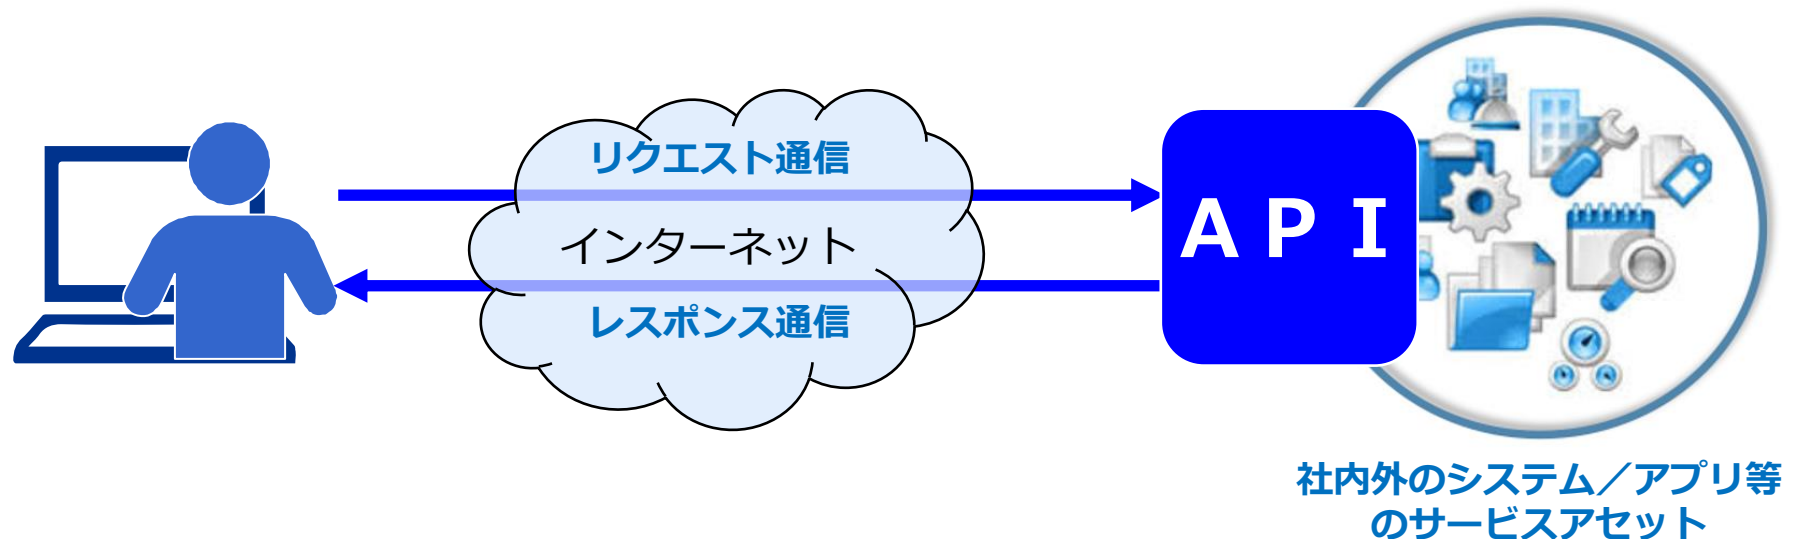 リクエスト通信
インターネット
レスポンス通信
ＡＰＩ
社内外のシステム／アプリ等
のサービスアセット